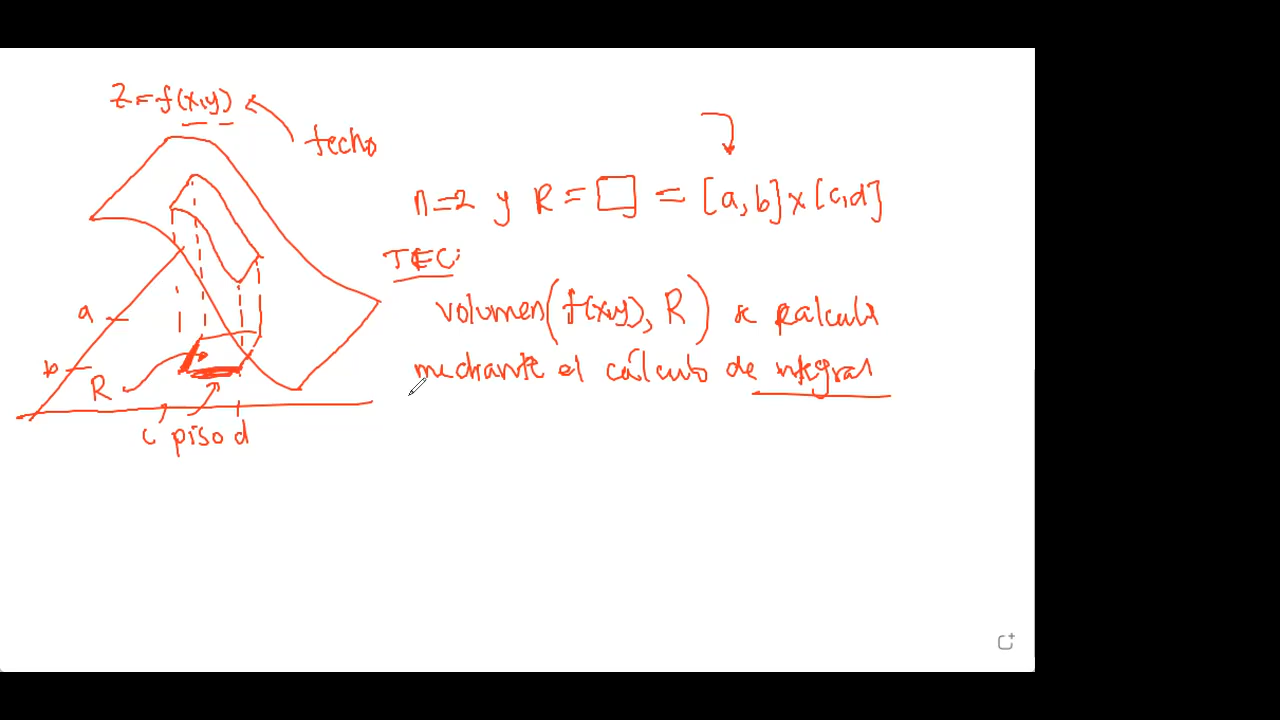 Z=f(x,y)
techo
n=2 y R = □ = [a,b]x[c,d]
TEC:
volumen(f(x,y), R) se calcula
mediante el cálculo de integral
a
b
R
c piso d